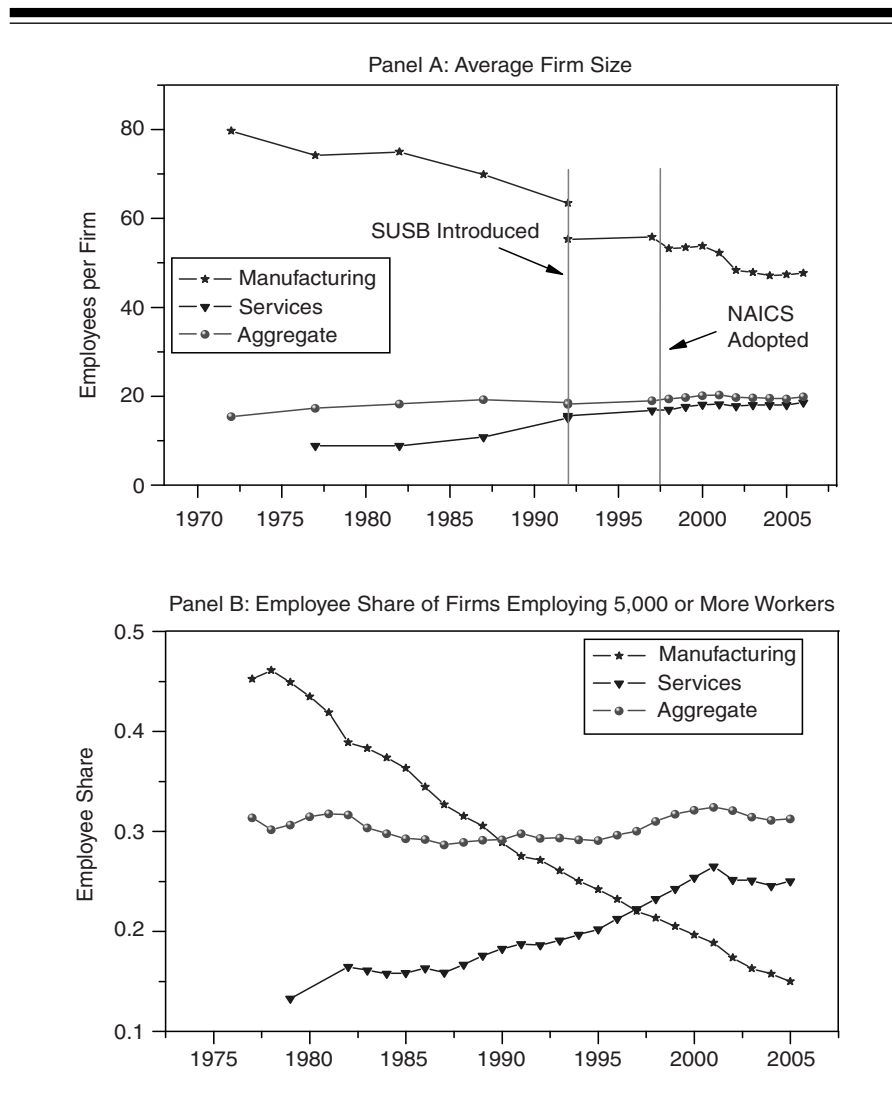 Panel A: Average Firm Size
80
60
40
20
0
Employees per Firm
SUSB Introduced
NAICS
Adopted
Manufacturing
Services
Aggregate
1970 1975 1980 1985 1990 1995 2000 2005
Panel B: Employee Share of Firms Employing 5,000 or More Workers
0.5
0.4
0.3
0.2
0.1
Employee Share
Manufacturing
Services
Aggregate
1975 1980 1985 1990 1995 2000 2005